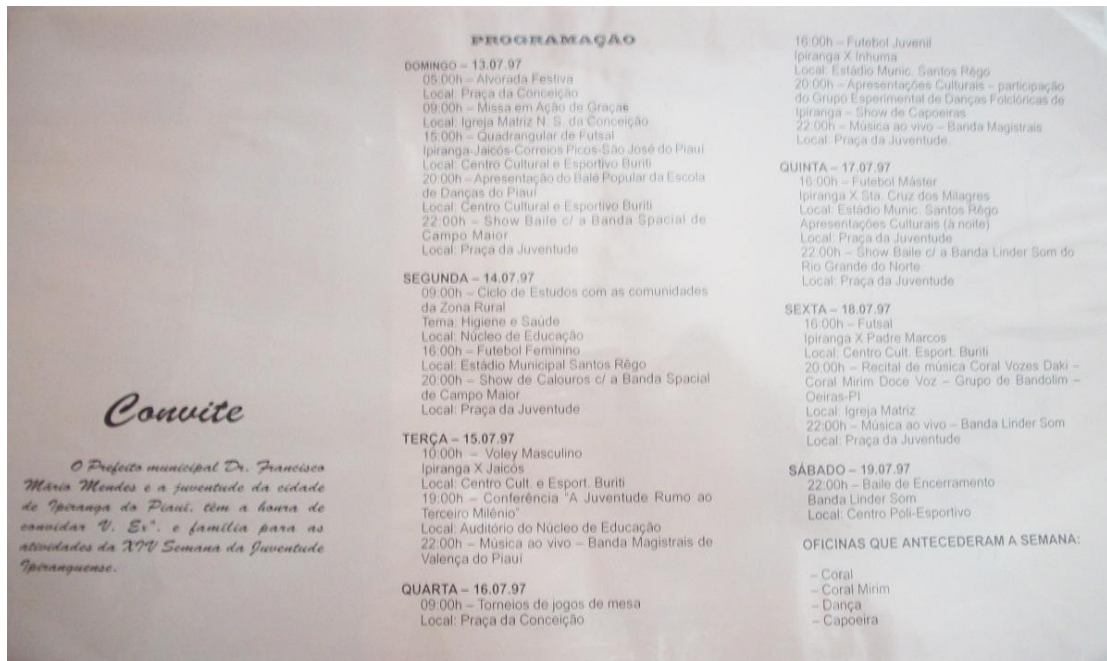 Convite
O Prefeito municipal Dr. Francisco
Mário Mendes e a juventude da cidade
de Ipiranga do Piauí, têm a honra de
convidar V. Exª. e família para as
atividades da XIV Semana da Juventude
Ipiranguense.
PROGRAMAÇÃO
DOMINGO – 13.07.97
05:00h – Alvorada Festiva
Local: Praça da Conceição
09:00h – Missa em Ação de Graças
Local: Igreja Matriz N. S. da Conceição
15:00h – Quadrangular de Futsal
Ipiranga-Jaicós-Correios Picos-São José do Piauí
Local: Centro Cultural e Esportivo Buriti
20:00h – Apresentação do Balé Popular da Escola
de Danças do Piauí
Local: Centro Cultural e Esportivo Buriti
22:00h – Show Baile c/ a Banda Spacial de
Campo Maior
Local: Praça da Juventude
SEGUNDA – 14.07.97
09:00h – Ciclo de Estudos com as comunidades
da Zona Rural
Tema: Higiene e Saúde
Local: Núcleo de Educação
16:00h – Futebol Feminino
Local: Estádio Municipal Santos Rêgo
20:00h – Show de Calouros c/ a Banda Spacial
de Campo Maior
Local: Praça da Juventude
TERÇA – 15.07.97
10:00h – Voley Masculino
Ipiranga X Jaicós
Local: Centro Cult. e Esport. Buriti
19:00h – Conferência "A Juventude Rumo ao
Terceiro Milênio"
Local: Auditório do Núcleo de Educação
22:00h – Música ao vivo – Banda Magistrais de
Valença do Piauí
QUARTA – 16.07.97
09:00h – Torneios de jogos de mesa
Local: Praça da Conceição
16:00h – Futebol Juvenil
Ipiranga X Inhuma
Local: Estádio Munic. Santos Rêgo
20:00h – Apresentações Culturais – participação
do Grupo Esperimental de Danças Folclóricas de
Ipiranga – Show de Capoeiras
22:00h – Música ao vivo – Banda Magistrais
Local: Praça da Juventude.
QUINTA – 17.07.97
16:00h – Futebol Máster
Ipiranga X Sta. Cruz dos Milagres
Local: Estádio Munic. Santos Rêgo
Apresentações Culturais (à noite)
Local: Praça da Juventude
22:00h – Show Baile c/ a Banda Linder Som do
Rio Grande do Norte
Local: Praça da Juventude
SEXTA – 18.07.97
16:00h – Futsal
Ipiranga X Padre Marcos
Local: Centro Cult. Esport. Buriti
20:00h – Recital de música Coral Vozes Daki –
Coral Mirim Doce Voz – Grupo de Bandolim –
Oeiras-PI
Local: Igreja Matriz
22:00h – Música ao vivo – Banda Linder Som
Local: Praça da Juventude
SÁBADO – 19.07.97
22:00h – Baile de Encerramento
Banda Linder Som
Local: Centro Poli-Esportivo
OFICINAS QUE ANTECEDERAM A SEMANA:
– Coral
– Coral Mirim
– Dança
– Capoeira